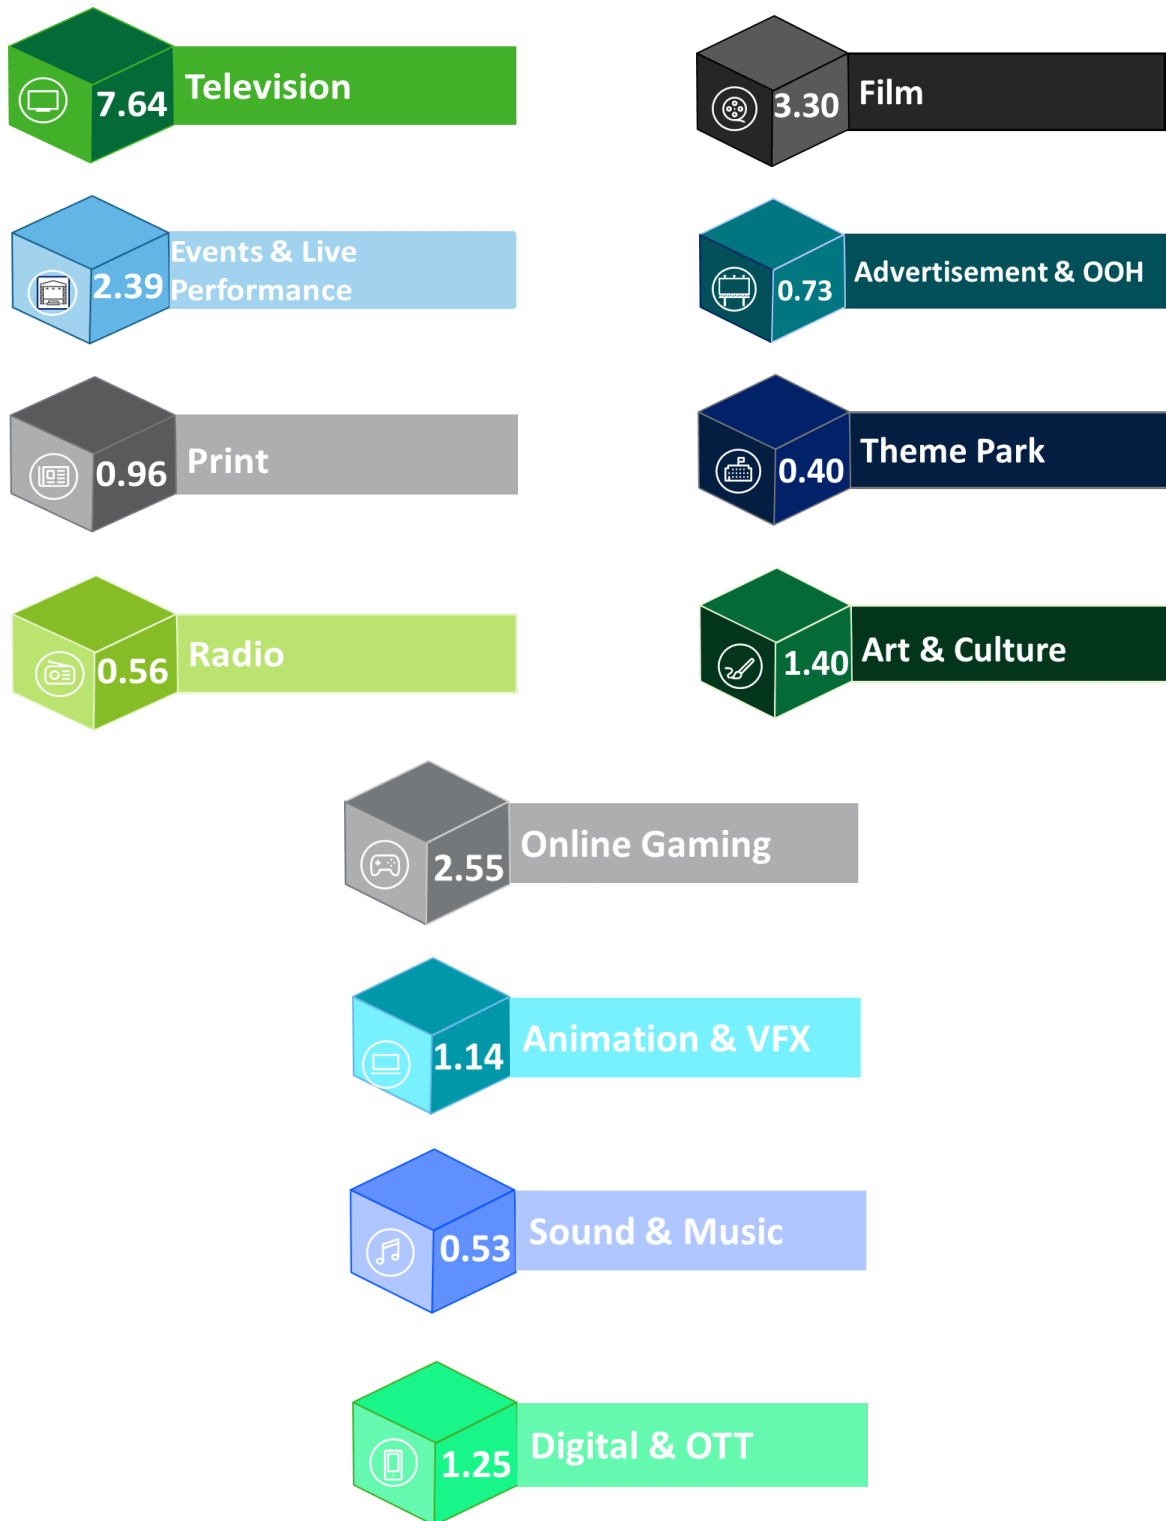 7.64 Television
3.30 Film
2.39 Events & Live
Performance
0.73 Advertisement & OOH
0.96 Print
0.40 Theme Park
0.56 Radio
1.40 Art & Culture
2.55 Online Gaming
1.14 Animation & VFX
0.53 Sound & Music
1.25 Digital & OTT